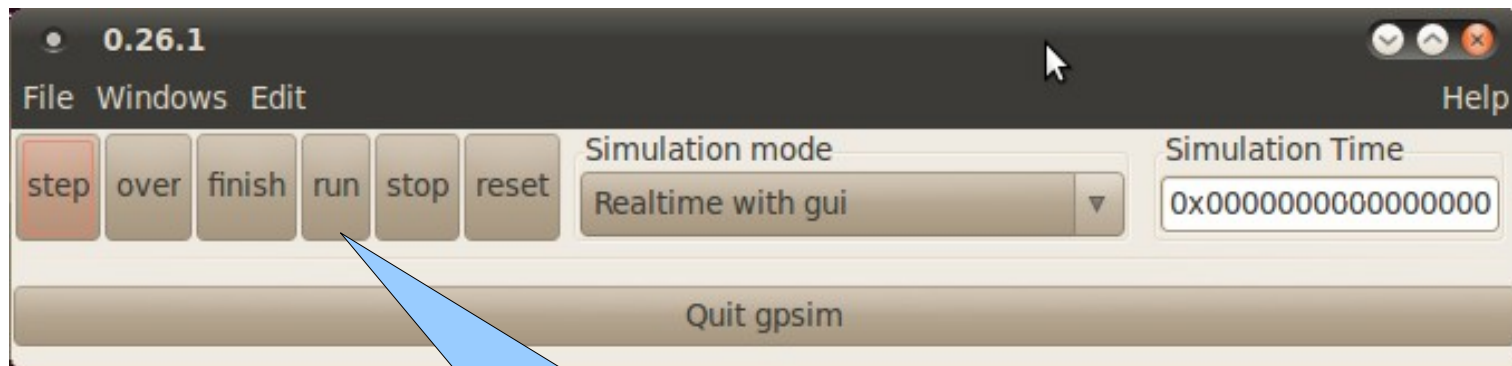 0.26.1
File Windows Edit Help
Simulation mode Simulation Time
step over finish run stop reset Realtime with gui 0x0000000000000000
Quit gpsim